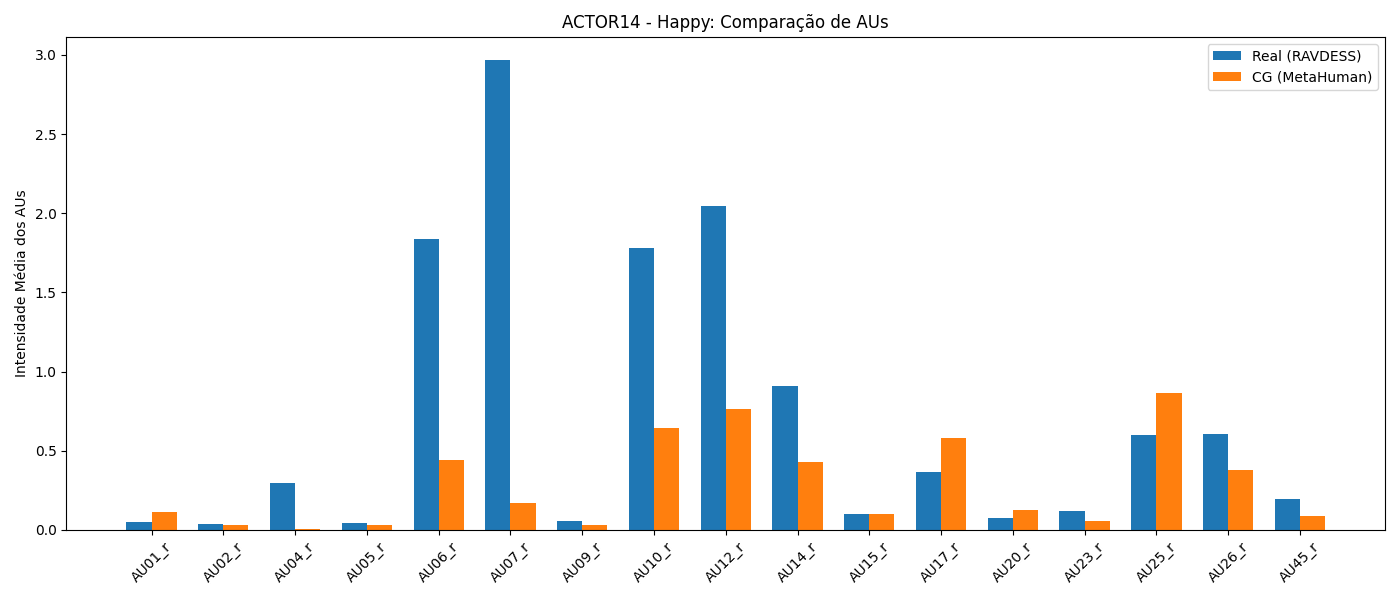 ACTOR14 - Happy: Comparação de AUs
Real (RAVDESS)
CG (MetaHuman)
Intensidade Média dos AUs
3.0
2.5
2.0
1.5
1.0
0.5
0.0
AU01_r
AU02_r
AU04_r
AU05_r
AU06_r
AU07_r
AU09_r
AU10_r
AU12_r
AU14_r
AU15_r
AU17_r
AU20_r
AU23_r
AU25_r
AU26_r
AU45_r